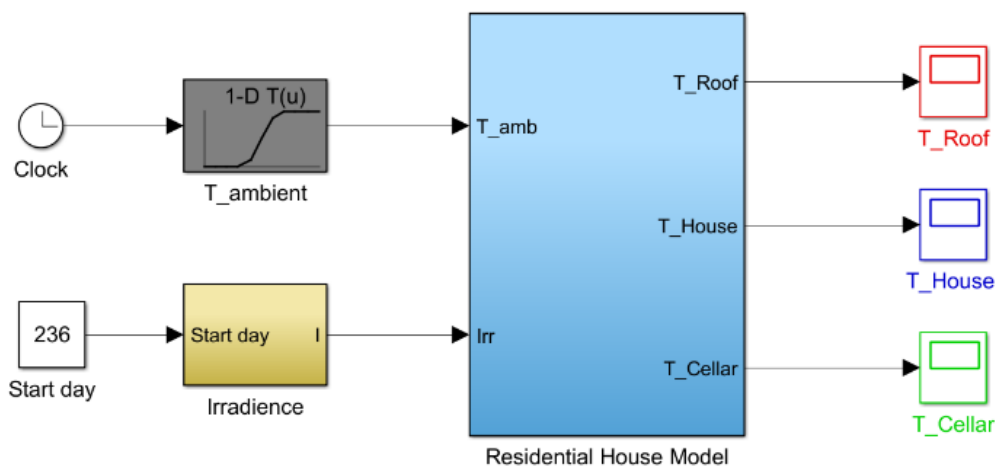 1-D T(u)
Clock
T_ambient
236
Start day
Start day
I
Irradience
T_amb
Irr
T_Roof
T_House
T_Cellar
Residential House Model
T_Roof
T_House
T_Cellar